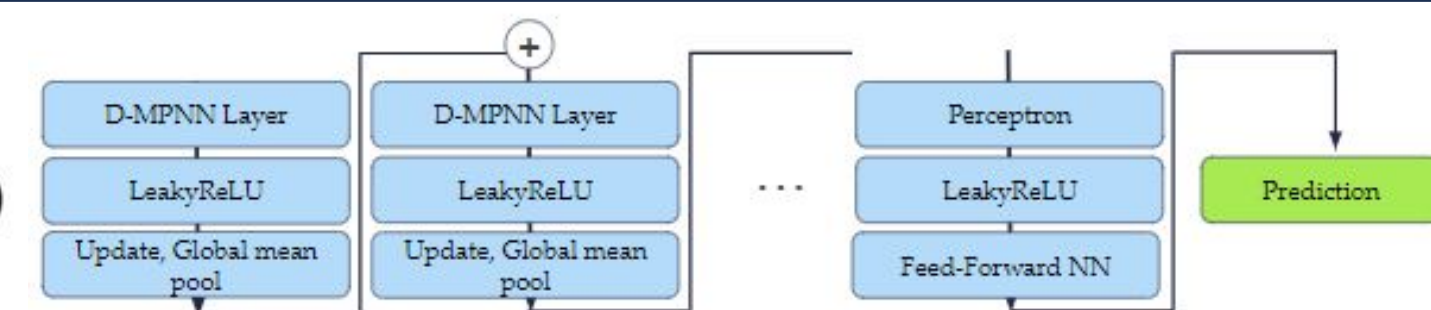 +
D-MPNN Layer
LeakyReLU
Update, Global mean
pool
D-MPNN Layer
LeakyReLU
Update, Global mean
pool
...
Perceptron
LeakyReLU
Feed-Forward NN
Prediction